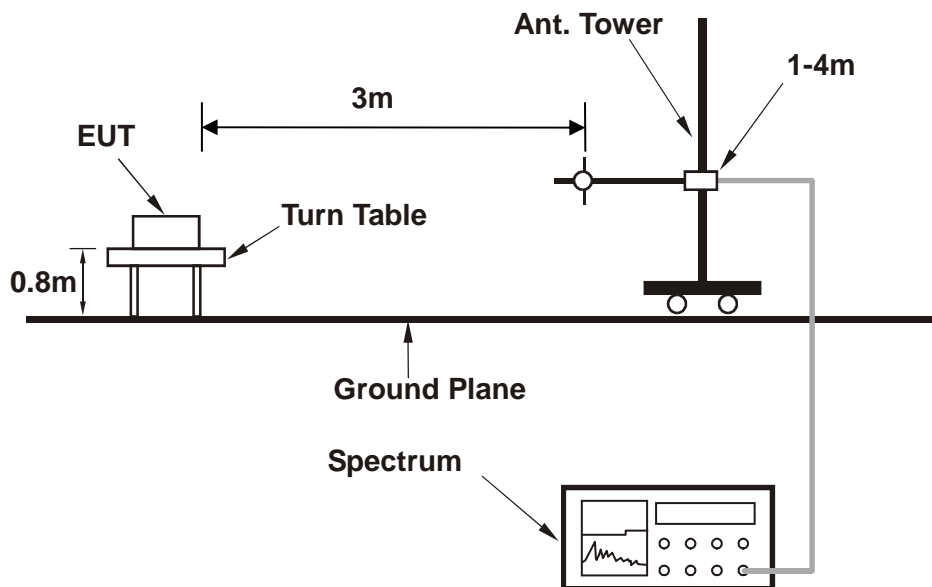 Ant. Tower
1-4m
3m
EUT
Turn Table
0.8m
Ground Plane
Spectrum